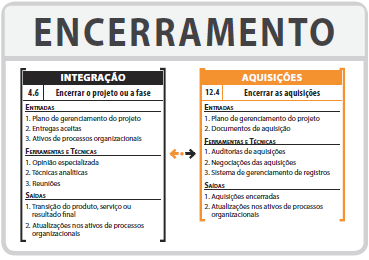 ENCERRAMENTO
INTEGRAÇÃO
4.6 Encerrar o projeto ou a fase
ENTRADAS
1. Plano de gerenciamento do projeto
2. Entregas aceitas
3. Ativos de processos organizacionais
FERRAMENTAS E TÉCNICAS
1. Opinião especializada
2. Técnicas analíticas
3. Reuniões
SAÍDAS
1. Transição do produto, serviço ou
resultado final
2. Atualizações nos ativos de processos
organizacionais
AQUISIÇÕES
12.4 Encerrar as aquisições
ENTRADAS
1. Plano de gerenciamento do projeto
2. Documentos de aquisição
FERRAMENTAS E TÉCNICAS
1. Auditorias de aquisições
2. Negociações das aquisições
3. Sistema de gerenciamento de registros
SAÍDAS
1. Aquisições encerradas
2. Atualizações nos ativos de processos
organizacionais